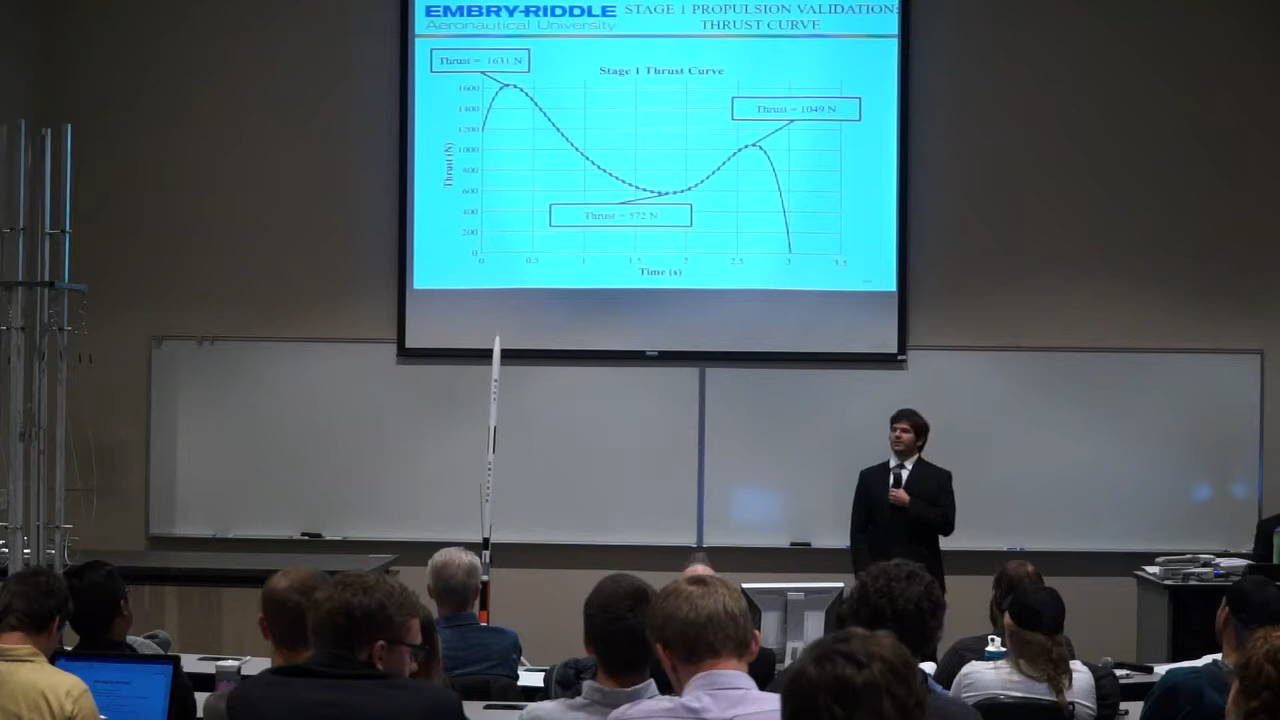 EMBRY-RIDDLE
Aeronautical University
STAGE 1 PROPULSION VALIDATION:
THRUST CURVE
Thrust = 1631 N
Stage 1 Thrust Curve
Thrust = 1049 N
Thrust = 572 N
Thrust (N)
1600
1400
1200
1000
800
600
400
200
0
0
0.5
1
1.5
2
2.5
3
3.5
Time (s)